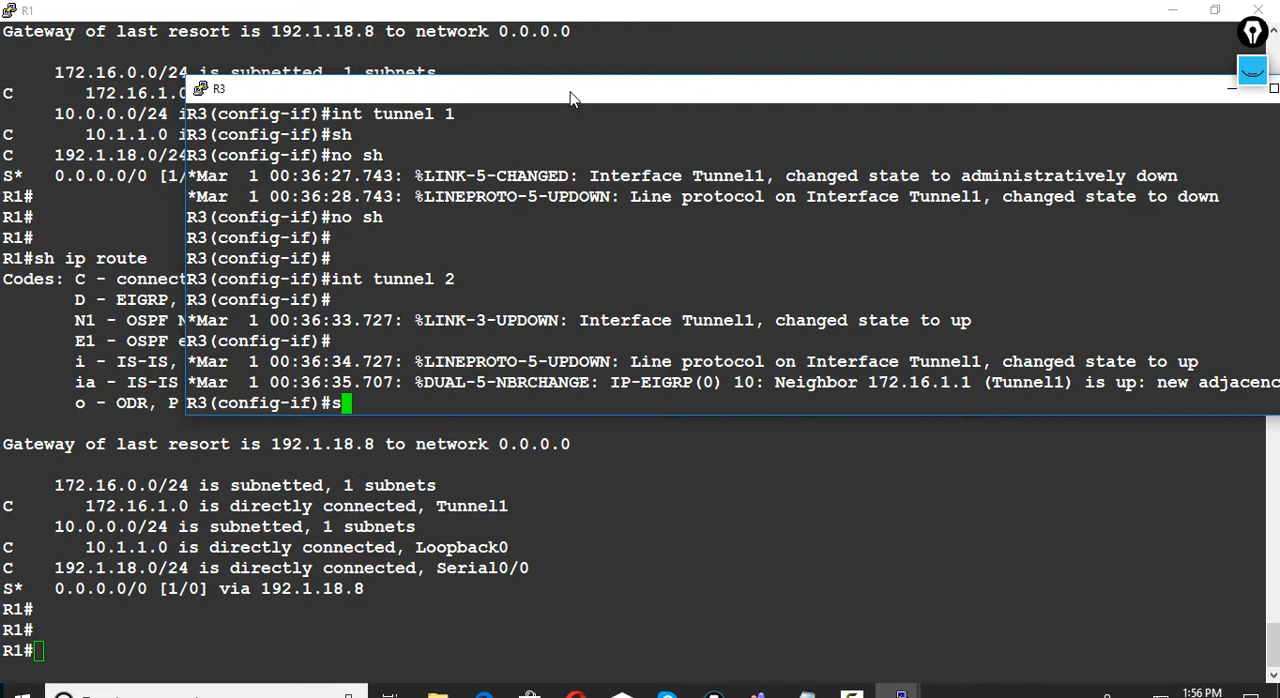 R1
Gateway of last resort is 192.1.18.8 to network 0.0.0.0
172.16.0.0/24 is subnetted, 1 subnets
C 172.16.1.0
10.0.0.0/24 i
C 10.1.1.0 i
C 192.1.18.0/24
S* 0.0.0.0/0 [1/
R1#
R1#
R1#
R1#sh ip route
Codes: C - connect
D - EIGRP,
N1 - OSPF N
E1 - OSPF e
i - IS-IS,
ia - IS-IS
o - ODR, P
R3
R3(config-if)#int tunnel 1
R3(config-if)#sh
R3(config-if)#no sh
*Mar 1 00:36:27.743: %LINK-5-CHANGED: Interface Tunnel1, changed state to administratively down
*Mar 1 00:36:28.743: %LINEPROTO-5-UPDOWN: Line protocol on Interface Tunnel1, changed state to down
R3(config-if)#no sh
R3(config-if)#
R3(config-if)#
R3(config-if)#int tunnel 2
R3(config-if)#
*Mar 1 00:36:33.727: %LINK-3-UPDOWN: Interface Tunnel1, changed state to up
R3(config-if)#
*Mar 1 00:36:34.727: %LINEPROTO-5-UPDOWN: Line protocol on Interface Tunnel1, changed state to up
*Mar 1 00:36:35.707: %DUAL-5-NBRCHANGE: IP-EIGRP(0) 10: Neighbor 172.16.1.1 (Tunnel1) is up: new adjacenc
R3(config-if)#s
Gateway of last resort is 192.1.18.8 to network 0.0.0.0
172.16.0.0/24 is subnetted, 1 subnets
C 172.16.1.0 is directly connected, Tunnel1
10.0.0.0/24 is subnetted, 1 subnets
C 10.1.1.0 is directly connected, Loopback0
C 192.1.18.0/24 is directly connected, Serial0/0
S* 0.0.0.0/0 [1/0] via 192.1.18.8
R1#
R1#
R1#
1:56 PM